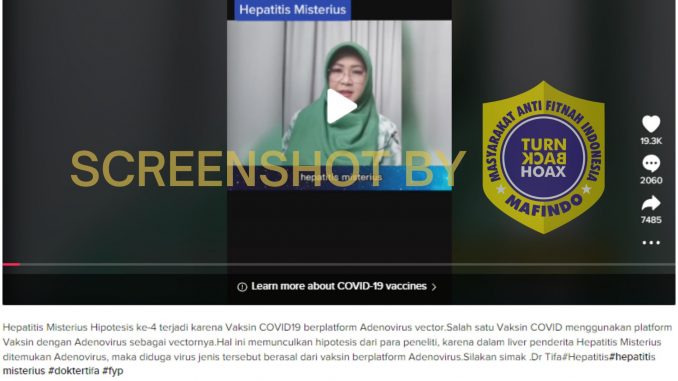 Hepatitis Misterius
SCREENSHOT BY
MASYARAKAT ANTI FITNAH INDONESIA
TURN
BACK
HOAX
MAFINDO
hepatitis misterius
19.3K
2060
7485
Learn more about COVID-19 vaccines
Hepatitis Misterius Hipotesis ke-4 terjadi karena Vaksin COVID19 berplatform Adenovirus vector.Salah satu Vaksin COVID menggunakan platform
Vaksin dengan Adenovirus sebagai vectornya.Hal ini memunculkan hipotesis dari para peneliti, karena dalam liver penderita Hepatitis Misterius
ditemukan Adenovirus, maka diduga virus jenis tersebut berasal dari vaksin berplatform Adenovirus.Silakan simak .Dr Tifa#Hepatitis#hepatiti
misterius #doktertifa #fyp